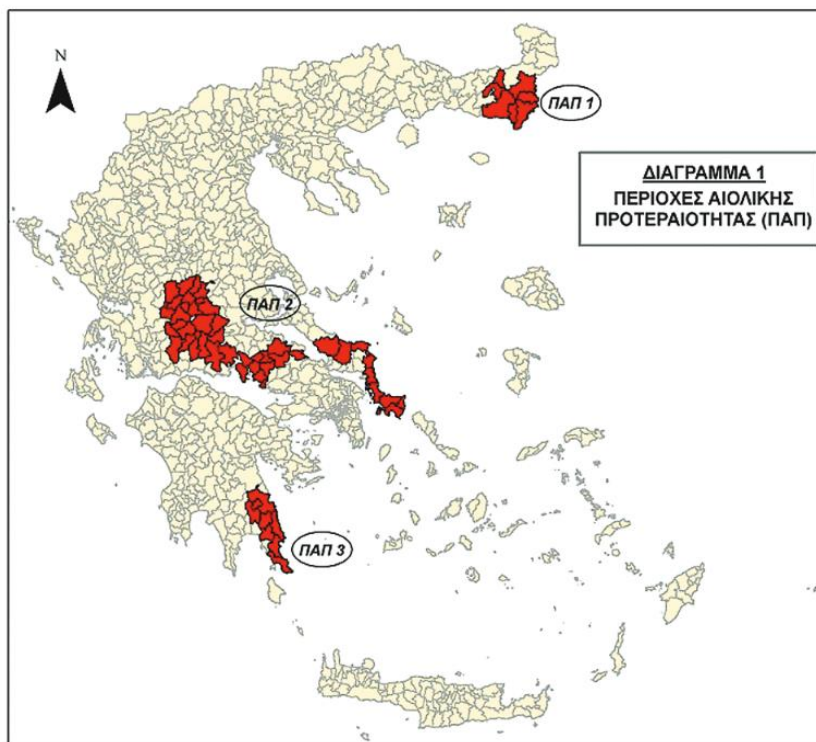 N
ΠΑΠ 1
ΔΙΑΓΡΑΜΜΑ 1
ΠΕΡΙΟΧΕΣ ΑΙΟΛΙΚΗΣ
ΠΡΟΤΕΡΑΙΟΤΗΤΑΣ (ΠΑΠ)
ΠΑΠ 2
ΠΑΠ 3